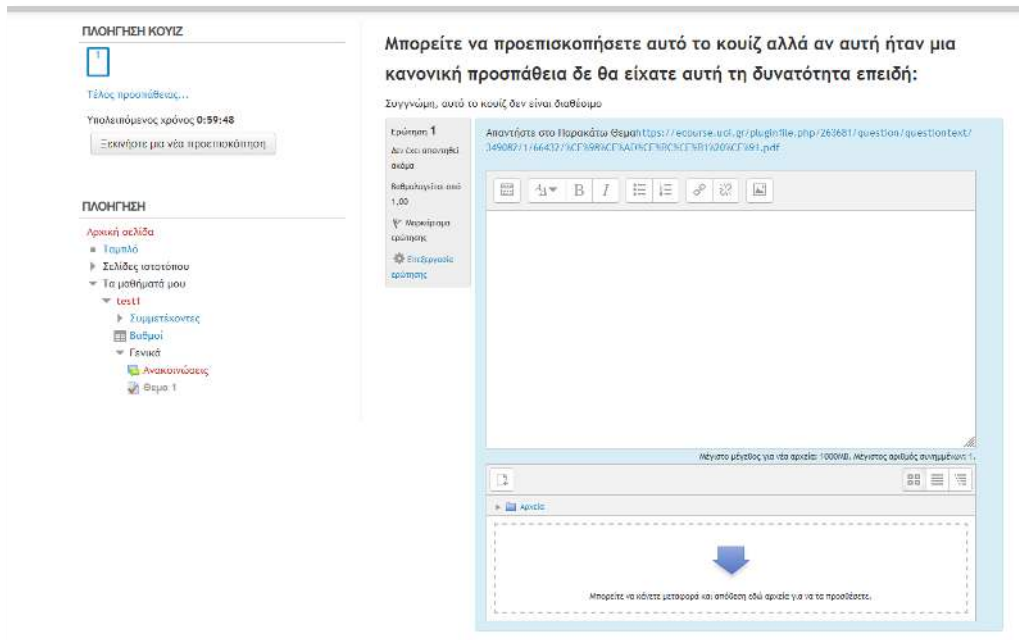 ΠΛΟΗΓΗΣΗ ΚΟΥΙΖ
1
Τέλος προσπάθειας...
Υπολειπόμενος χρόνος 0:59:48
Ξεκινήστε μια νέα προεπισκόπηση
ΠΛΟΗΓΗΣΗ
Αρχική σελίδα
Ταμπλό
Σελίδες ιστοτόπου
Τα μαθήματά μου
test1
Συμμετέχοντες
Βαθμοί
Γενικά
Ανακοινώσεις
Θεμα 1
Μπορείτε να προεπισκοπήσετε αυτό το κουίζ αλλά αν αυτή ήταν μια
κανονική προσπάθεια δε θα είχατε αυτή τη δυνατότητα επειδή:
Συγγνώμη, αυτό το κουίζ δεν είναι διαθέσιμο
Ερώτηση 1
Δεν έχει απαντηθεί
ακόμα
Βαθμολογείται από
1,00
Μαρκάρισμα
ερώτησης
Επεξεργασία
ερώτησης
Απαντήστε στο Παρακάτω Θεμα
B I
Μέγιστο μέγεθος για νέα αρχεία: 1000MB. Μέγιστος αριθμός συνημμένων: 1.
Αρχεία
Μπορείτε να κάνετε μεταφορά και απόθεση εδώ αρχεία για να τα προσθέσετε.